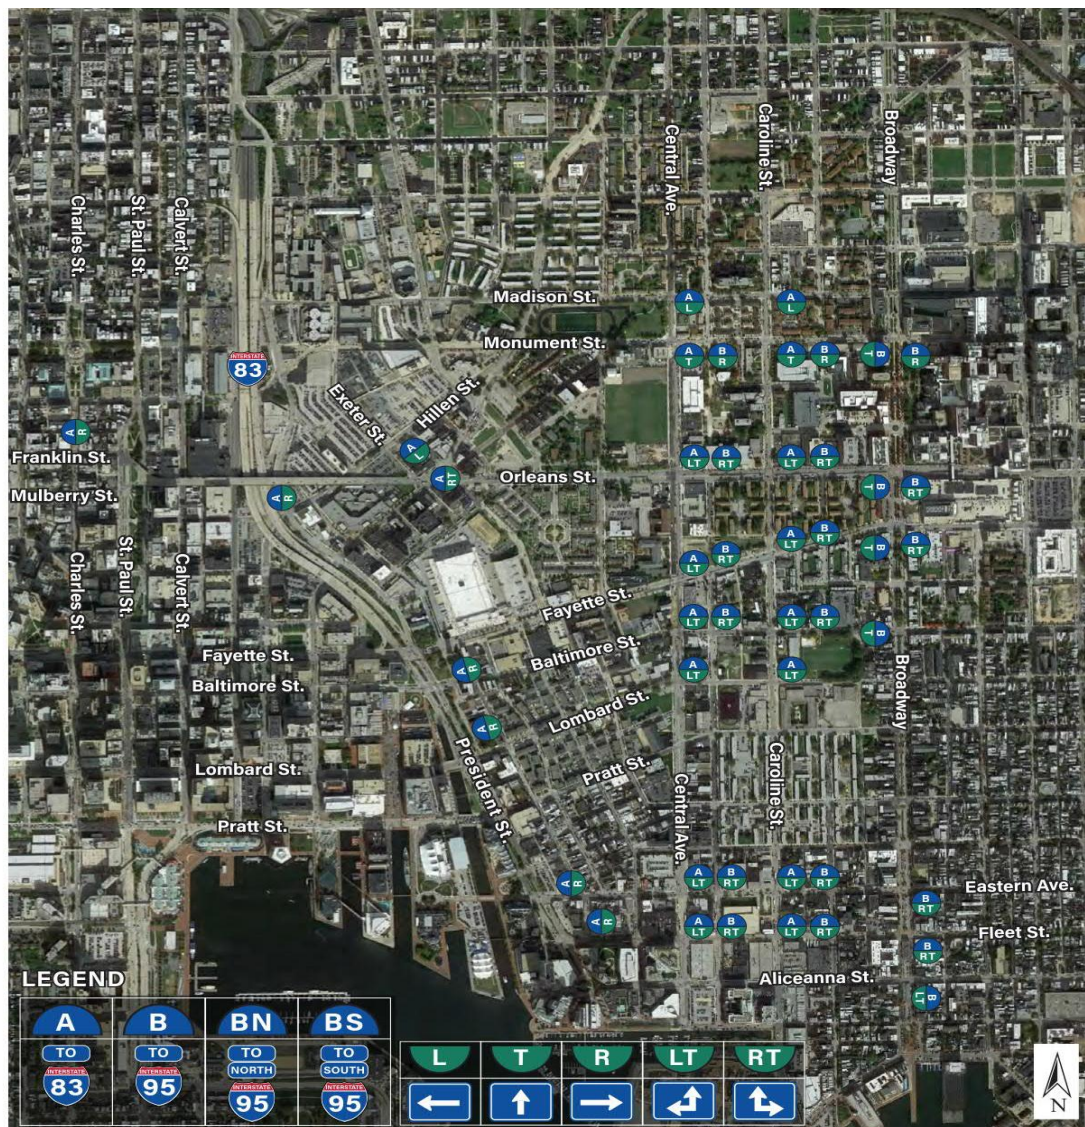 Charles St.
St. Paul St.
Calvert St.
Central Ave.
Caroline St.
Broadway
Madison St.
A L
A L
Monument St.
A T
B R
A T
B R
B T
B R
INTERSTATE
83
Exeter St.
Hillen St.
A R
Franklin St.
A L
A RT
Orleans St.
A LT
B RT
A LT
B RT
Mulberry St.
A R
B T
B RT
Charles St.
St. Paul St.
Calvert St.
A LT
B RT
A LT
B RT
B T
B RT
Fayette St.
A LT
B RT
A LT
B RT
B T
Fayette St.
Baltimore St.
A R
A LT
A LT
Broadway
Baltimore St.
Lombard St.
A R
President St.
Lombard St.
Pratt St.
Central Ave.
Caroline St.
Pratt St.
A R
A LT
B RT
A LT
B RT
Eastern Ave.
B RT
A R
A LT
B RT
A LT
B RT
Fleet St.
B RT
Aliceanna St.
B LT
LEGEND
A
B
BN
BS
TO
TO
TO
TO
INTERSTATE
83
INTERSTATE
95
NORTH
INTERSTATE
95
SOUTH
INTERSTATE
95
L
T
R
LT
RT
N